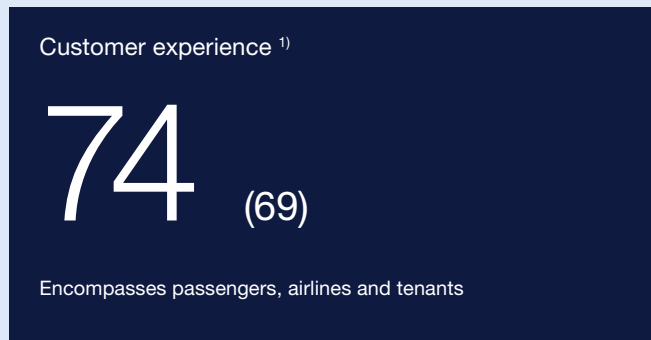 Customer experience 1)
74 (69)
Encompasses passengers, airlines and tenants